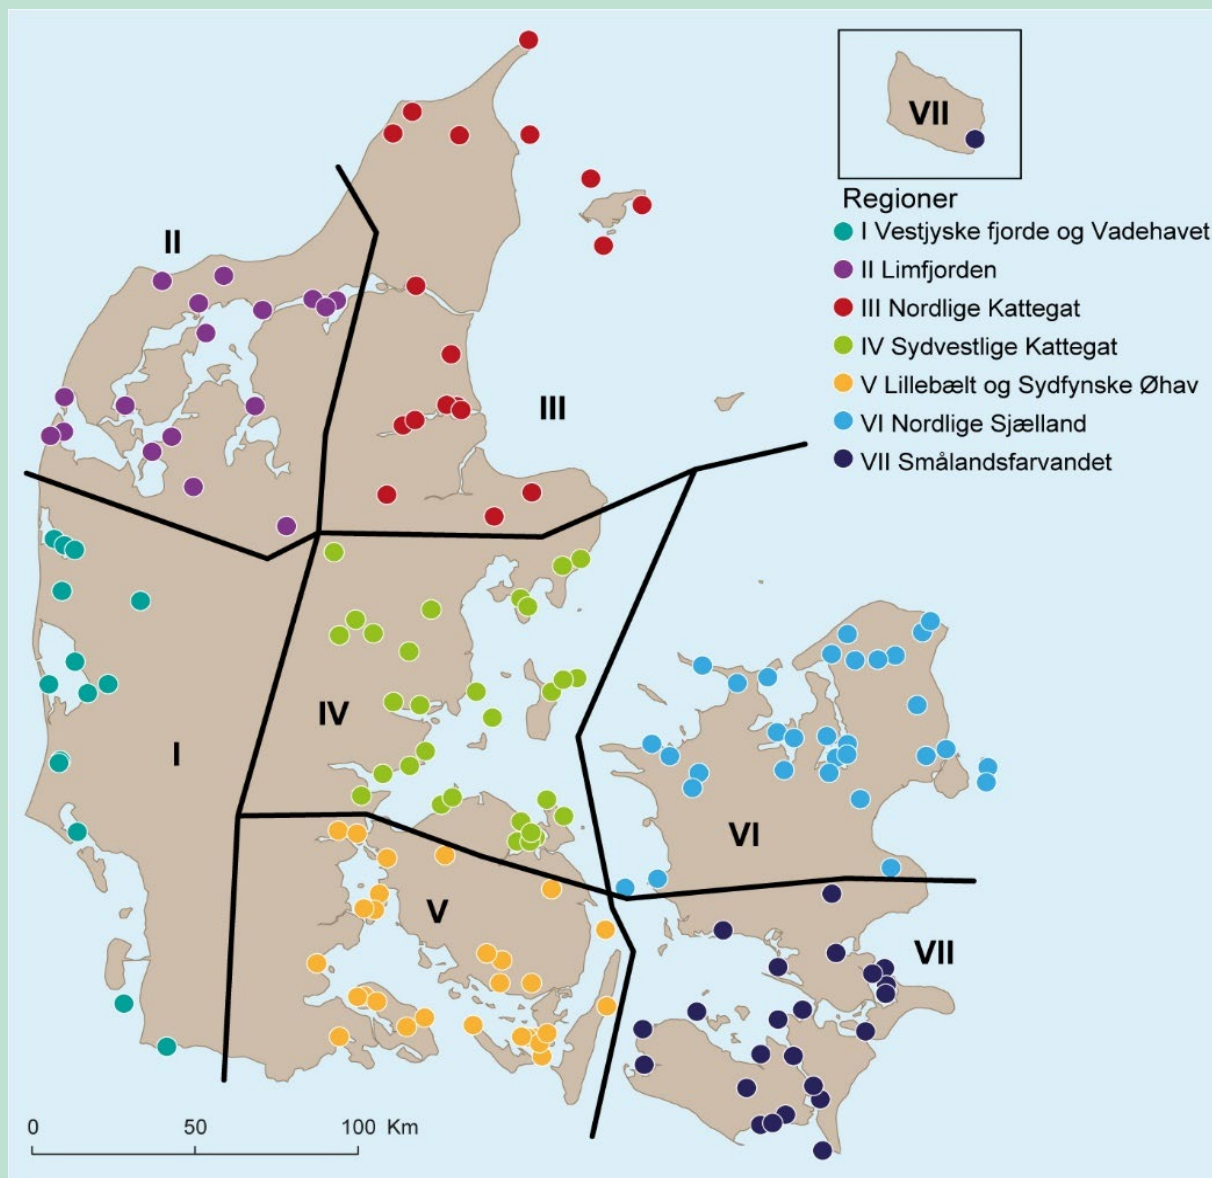 VII
Regioner
I Vestjyske fjorde og Vadehavet
II Limfjorden
III Nordlige Kattegat
IV Sydvestlige Kattegat
V Lillebælt og Sydfynske Øhav
VI Nordlige Sjælland
VII Smålandsfarvandet
II
III
IV
I
VI
V
VII
0 50 100 Km